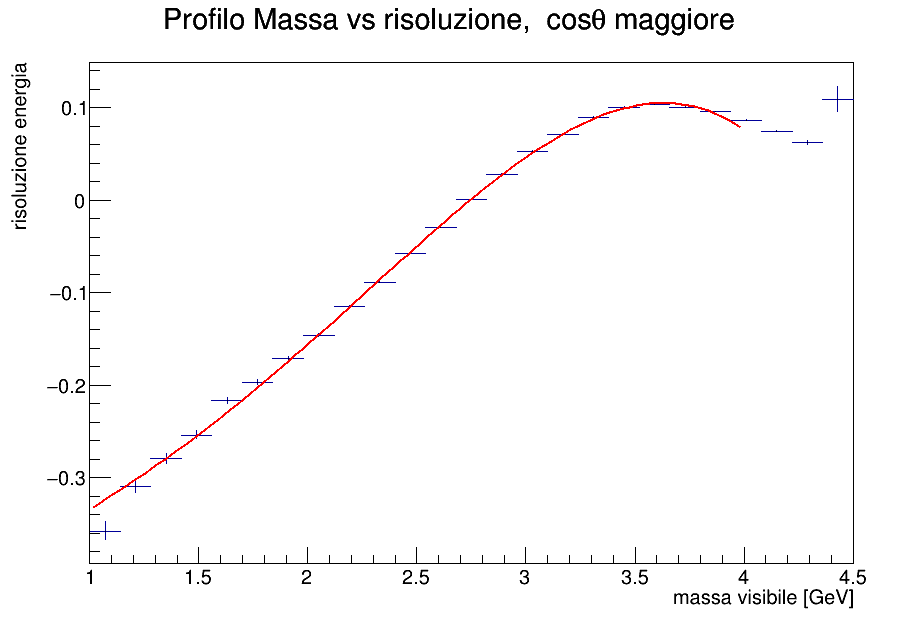 Profilo Massa vs risoluzione, cosθ maggiore
risoluzione energia
0.1
0
−0.1
−0.2
−0.3
1 1.5 2 2.5 3 3.5 4 4.5
massa visibile [GeV]